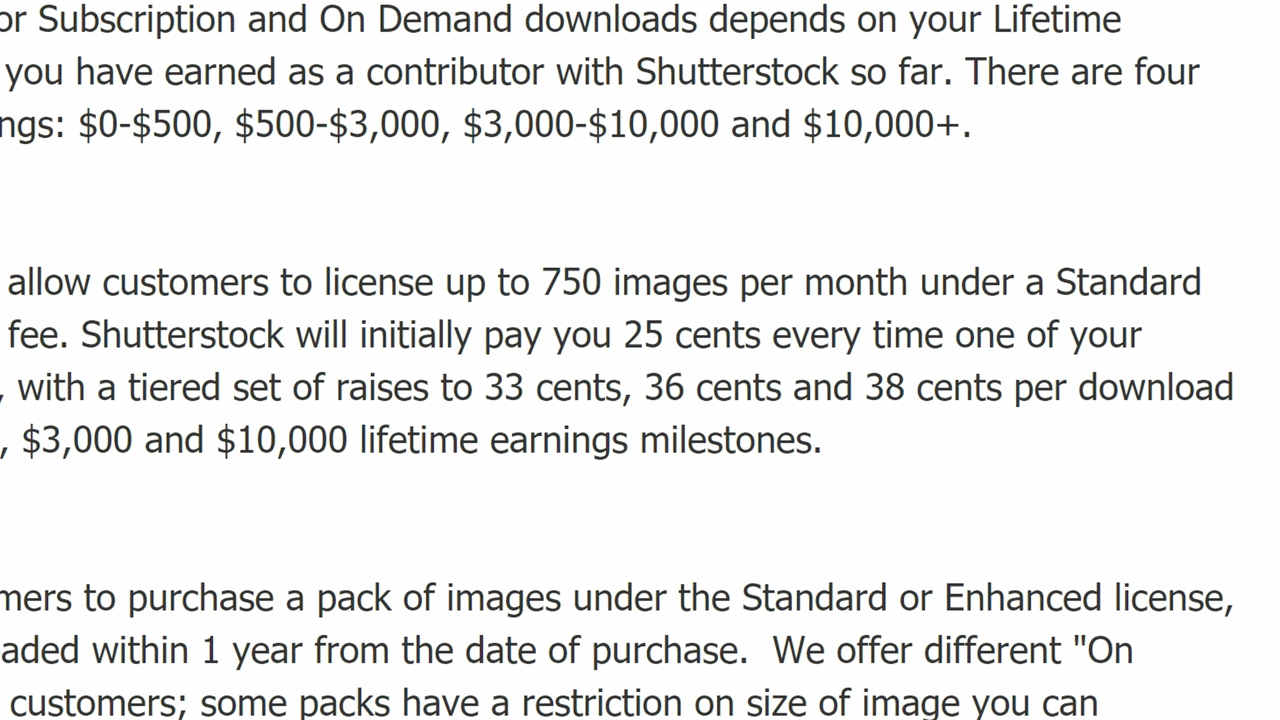 or Subscription and On Demand downloads depends on your Lifetime
you have earned as a contributor with Shutterstock so far. There are four
ngs: $0-$500, $500-$3,000, $3,000-$10,000 and $10,000+.
allow customers to license up to 750 images per month under a Standard
fee. Shutterstock will initially pay you 25 cents every time one of your
, with a tiered set of raises to 33 cents, 36 cents and 38 cents per download
, $3,000 and $10,000 lifetime earnings milestones.
mers to purchase a pack of images under the Standard or Enhanced license,
aded within 1 year from the date of purchase.  We offer different "On
customers; some packs have a restriction on size of image you can